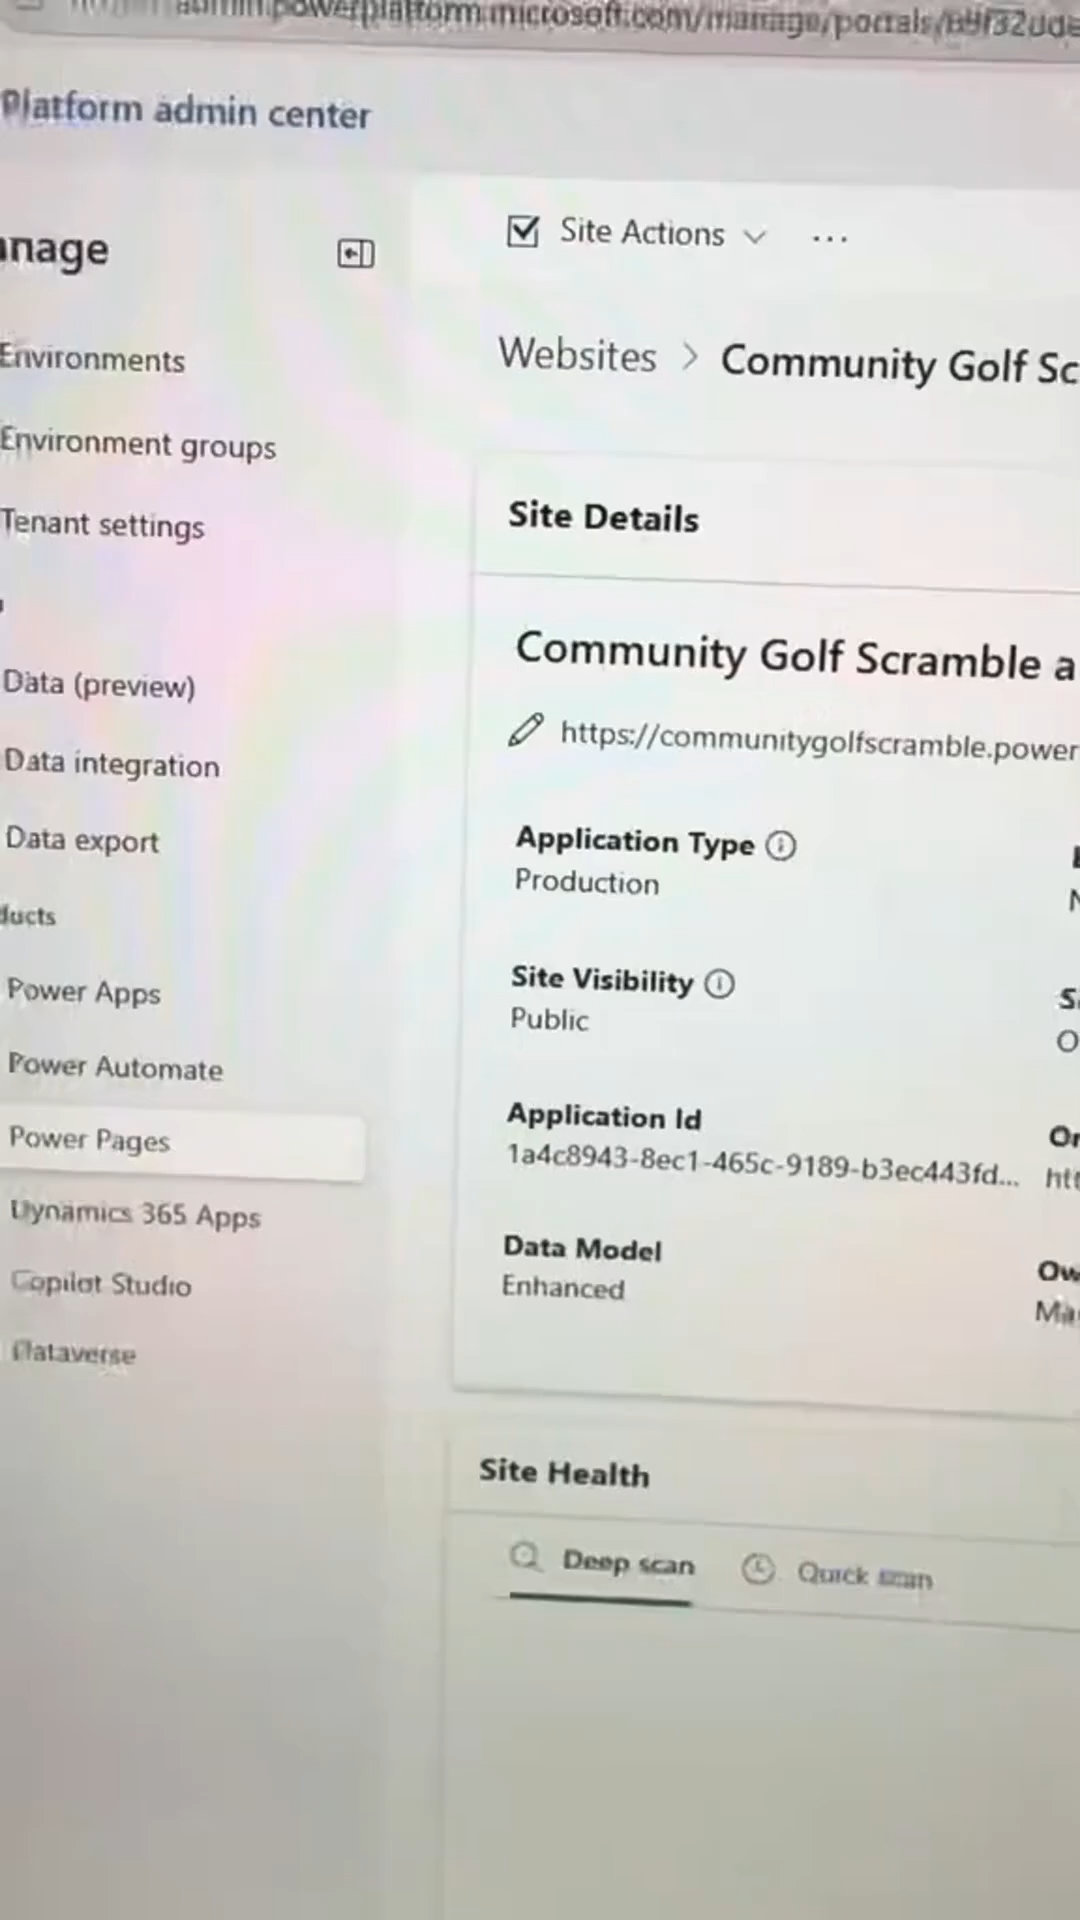 admin.powerplatform.microsoft.com/manage/portals/
Platform admin center
Site Actions
...
Websites > Community Golf Sc
Environments
Environment groups
Tenant settings
Data (preview)
Data integration
Data export
Power Apps
Power Automate
Power Pages
Dynamics 365 Apps
Copilot Studio
Dataverse
Site Details
Community Golf Scramble a
https://communitygolfscramble.power
Application Type
Production
Site Visibility
Public
Application Id
1a4c8943-8ec1-465c-9189-b3ec443fd...
Data Model
Enhanced
Site Health
Deep scan
Quick scan